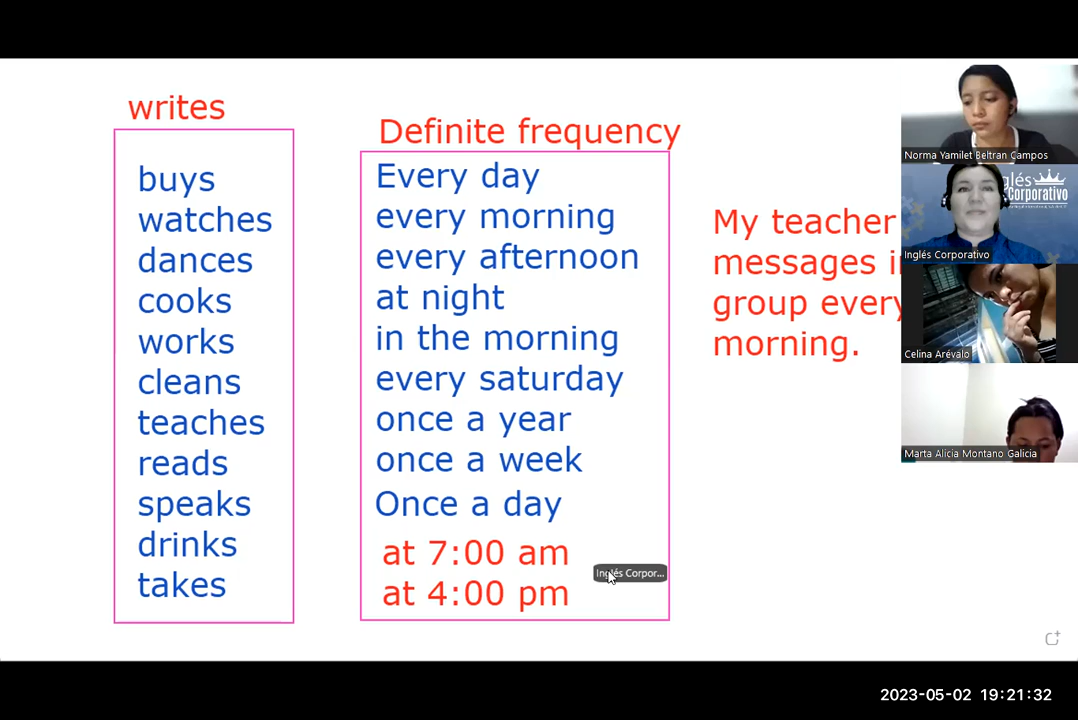 writes
buys
watches
dances
cooks
works
cleans
teaches
reads
speaks
drinks
takes
Definite frequency
Every day
every morning
every afternoon
at night
in the morning
every saturday
once a year
once a week
Once a day
at 7:00 am
at 4:00 pm
Inglés Corpor...
My teacher
messages
group every
morning.
Norma Yamilet Beltran Campos
glés
Corporativo
Inglés Corporativo
Celina Arévalo
Marta Alicia Montano Galicia
2023-05-02 19:21:32